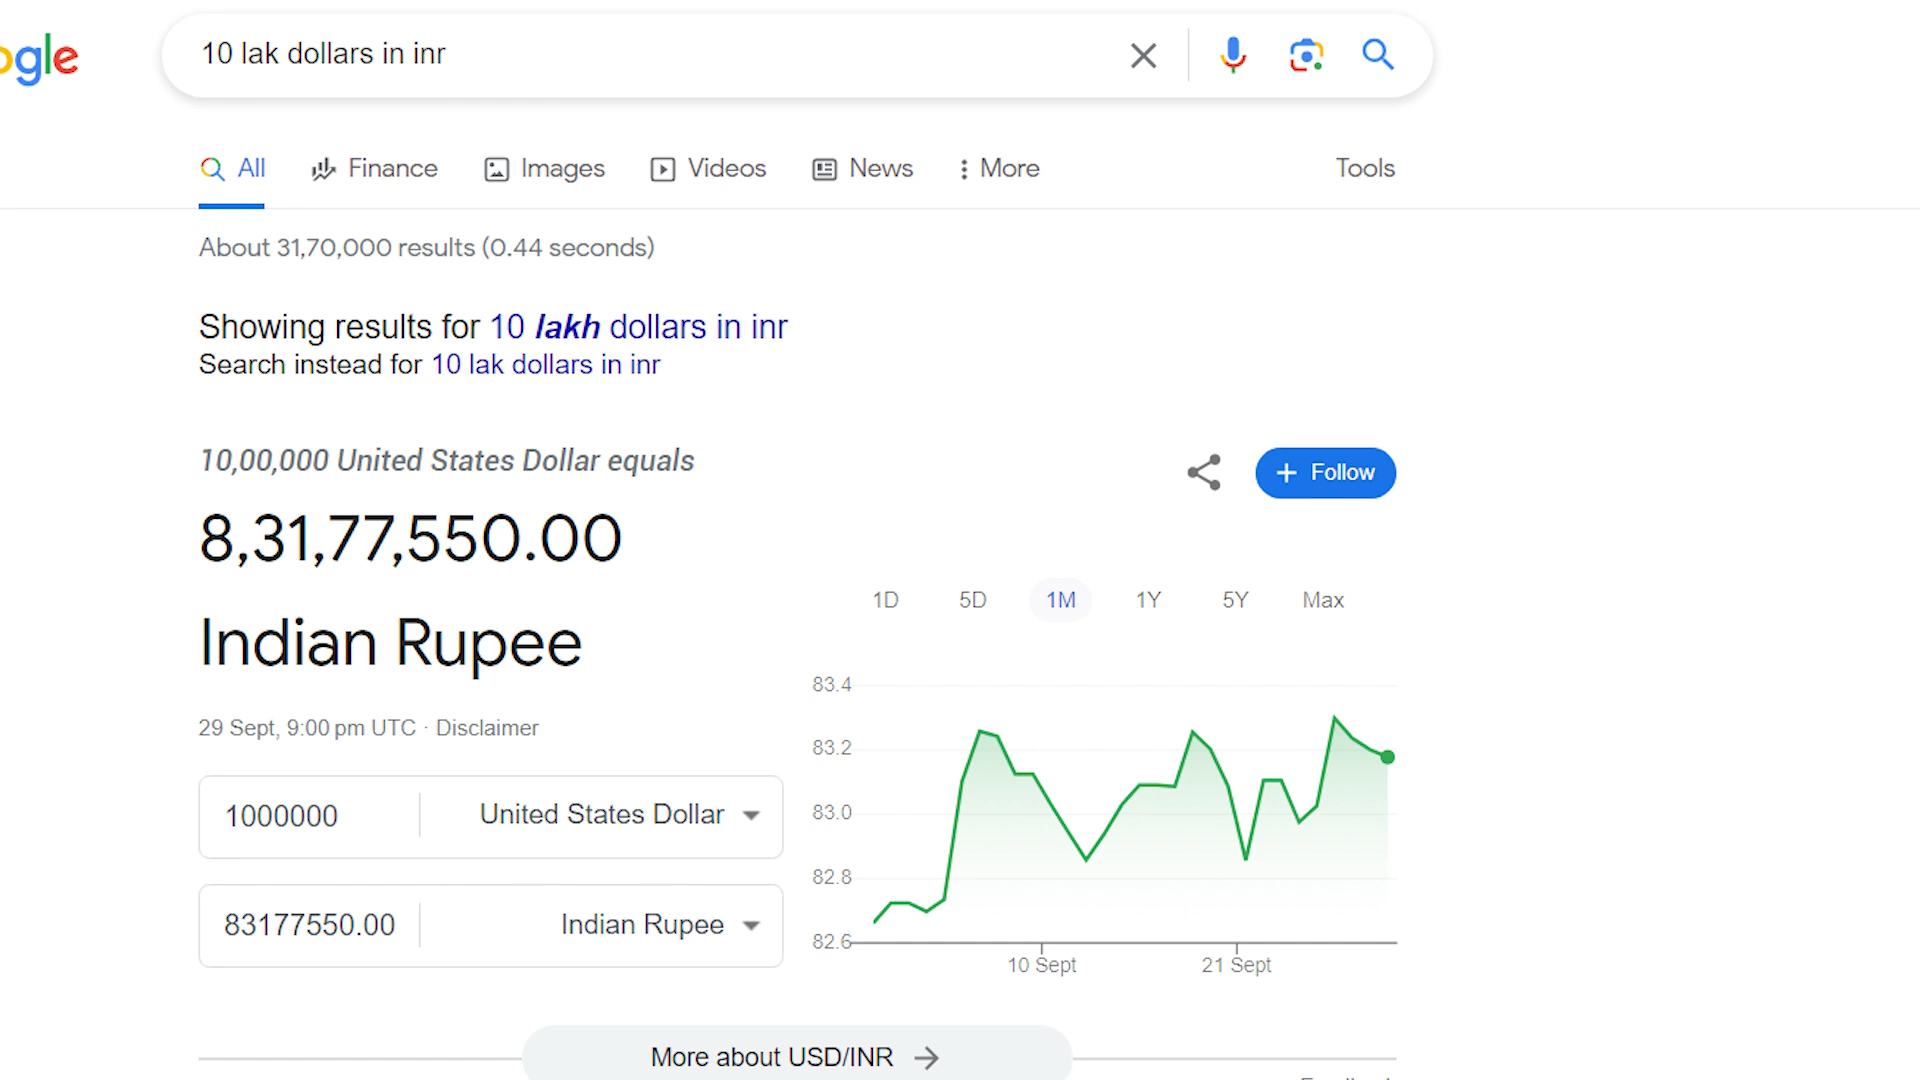 ogle
10 lak dollars in inr
All Finance Images Videos News More Tools
About 31,70,000 results (0.44 seconds)
Showing results for 10 lakh dollars in inr
Search instead for 10 lak dollars in inr
10,00,000 United States Dollar equals
8,31,77,550.00
Indian Rupee
29 Sept, 9:00 pm UTC · Disclaimer
1000000 United States Dollar
83177550.00 Indian Rupee
+ Follow
1D 5D 1M 1Y 5Y Max
83.4
83.2
83.0
82.8
82.6
10 Sept 21 Sept
More about USD/INR →